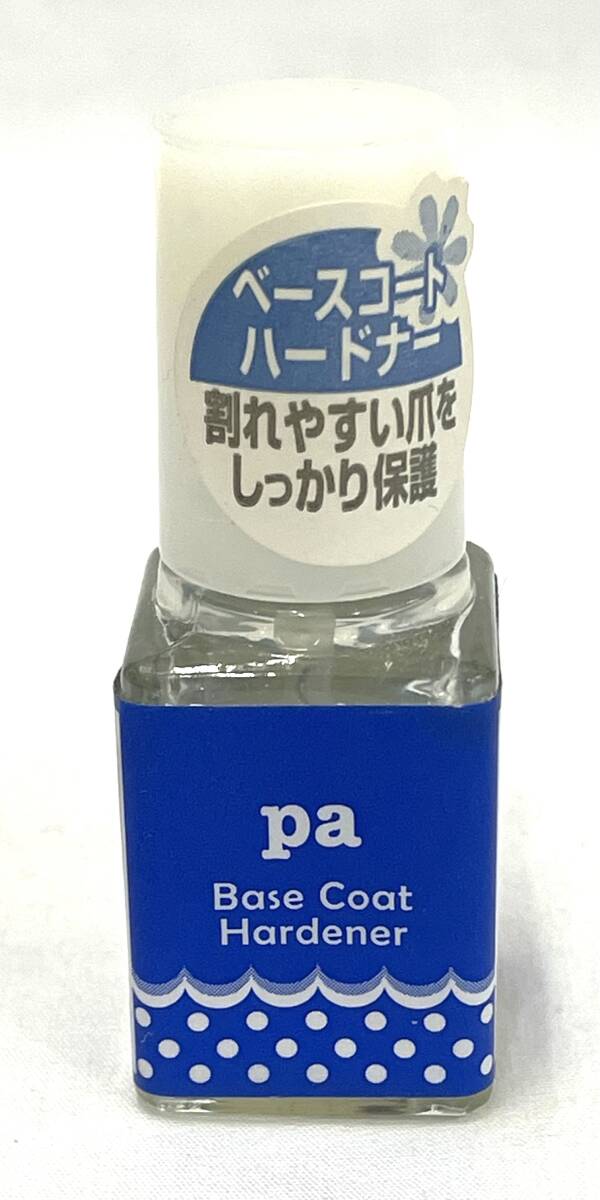 ベースコート
ハードナー
割れやすい爪を
しっかり保護
pa
Base Coat
Hardener